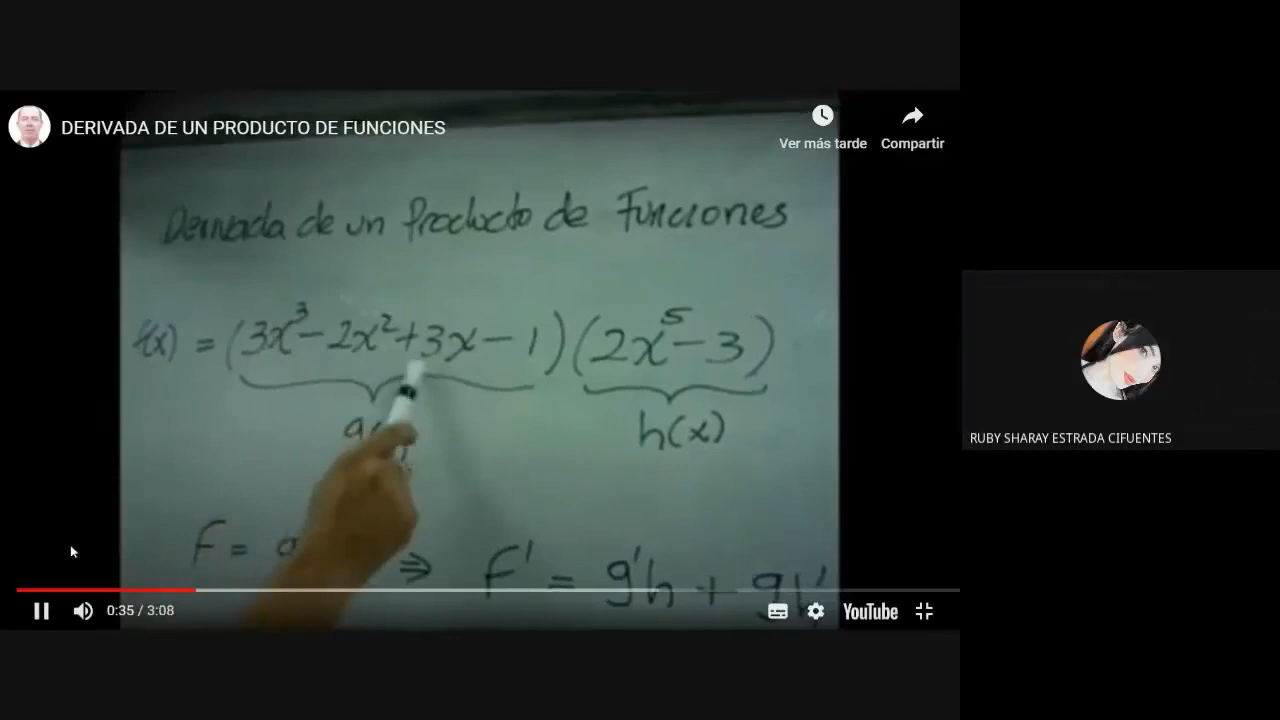 DERIVADA DE UN PRODUCTO DE FUNCIONES
Ver más tarde
Compartir
Derivada de un Producto de Funciones
f(x) = (3x³ - 2x² + 3x - 1)(2x⁵ - 3)
h(x)
F =
⇒ F' = g'h + gh'
RUBY SHARAY ESTRADA CIFUENTES
0:35 / 3:08
YouTube